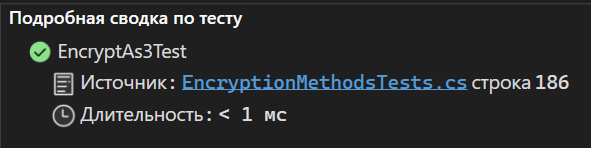 Подробная сводка по тесту
EncryptAs3Test
Источник: EncryptionMethodsTests.cs строка 186
Длительность: < 1 мс